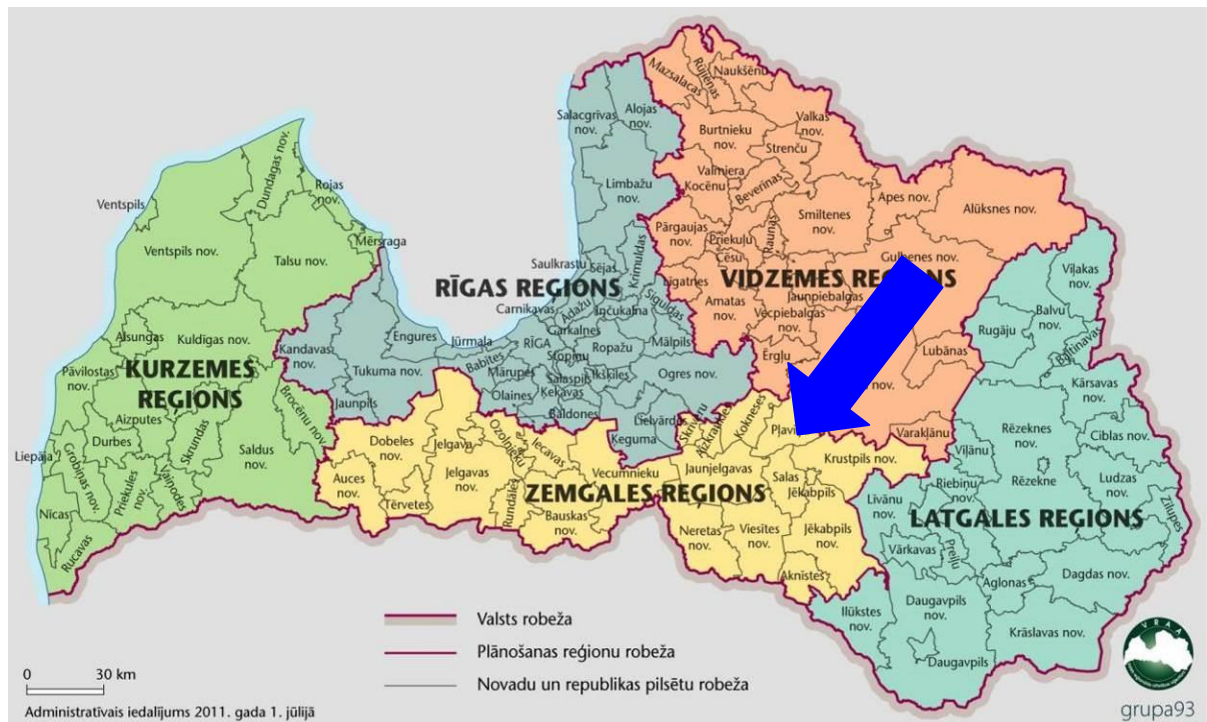 Mazsalacas
Rūjienas
Naukšēnu
Salacgrīvas
nov.
Alojas
nov.
Burtnieku
nov.
Valkas
nov.
Strenču
Valmiera
Kocēnu
Beverīnas
Limbažu
nov.
Smiltenes
nov.
Apes nov.
Alūksnes nov.
Dundagas nov.
Rojas
nov.
Ventspils
Ventspils nov.
Talsu nov.
Mērsraga
Pārgaujas
nov.
Priekuļu
Raunas
Cēsu
Gulbenes nov.
Saulkrastu
Sējas
Krimuldas
Līgatnes
VIDZEMES REĢIONS
RĪGAS REGIONS
Carnikavas
Ādažu
Inčukalna
Siguldas
Amatas
nov.
Jaunpiebalgas
Vecpiebalgas
nov.
Viļakas
nov.
Balvu
nov.
Rugāju
Baltinavas
Alsungas
Kuldīgas nov.
Kandavas
nov.
Engures
Jūrmala
Babītes
RĪGA
Garkalnes
Ropažu
Mālpils
Stopiņu
Mārupes
Salaspils
Ikšķiles
Ogres nov.
Olaines
Ķekavas
Baldones
Tukuma nov.
Jaunpils
Ērgļu
nov.
Lubānas
Pāvilostas
nov.
KURZEMES
REĢIONS
Brocēnu nov.
Aizputes
nov.
Durbes
Skrundas
Saldus
nov.
Liepāja
Grobiņas nov.
Priekules
nov.
Vaiņodes
Nīcas
nov.
Rucavas
Lielvārdes
Ķeguma
Skrīveru
Aizkraukles
Kokneses
Pļavi
Varakļānu
Krustpils nov.
Kārsavas
nov.
Rēzeknes
nov.
Ciblas nov.
Viļānu
Rēzekne
Ludzas
nov.
Zilupes
Dobeles
nov.
Jelgava
Ozolnieku
Iecavas
Jelgavas
nov.
Auces
nov.
Tērvetes
Rundāles
Vecumnieku
ZEMGALES REĢIONS
Bauskas
nov.
Jaunjelgavas
Salas
Jēkabpils
Neretas
nov.
Viesītes
nov.
Jēkabpils
nov.
Aknīstes
Līvānu
nov.
Riebiņu
nov.
LATGALES REĢIONS
Vārkavas
Preiļu
Aglonas
Dagdas nov.
Ilūkstes
nov.
Daugavpils
nov.
Krāslavas nov.
Daugavpils
Valsts robeža
Plānošanas reģionu robeža
Novadu un republikas pilsētu robeža
0 30 km
Administratīvais iedalījums 2011. gada 1. jūlijā
VRAA
grupa93